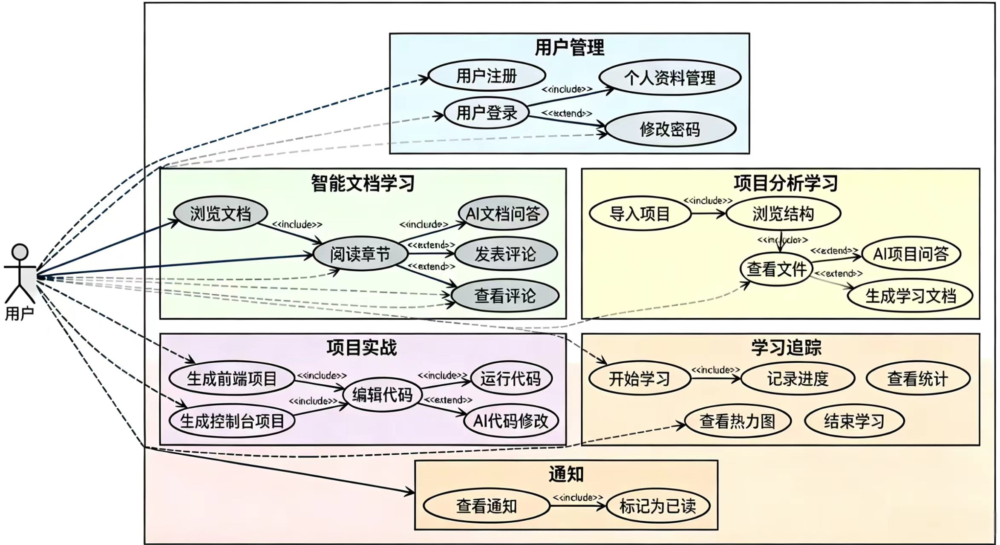 用户管理
用户注册
个人资料管理
<<include>>
用户登录
修改密码
智能文档学习
浏览文档
<<include>>
阅读章节
<<include>>
AI文档问答
<<extend>>
发表评论
<<extend>>
查看评论
项目分析学习
导入项目
<<include>>
浏览结构
查看文件
<<extend>>
AI项目问答
<<extend>>
生成学习文档
用户
项目实战
生成前端项目
<<include>>
生成控制台项目
<<include>>
编辑代码
<<include>>
运行代码
<<extend>>
AI代码修改
学习追踪
开始学习
<<include>>
记录进度
查看统计
查看热力图
结束学习
通知
查看通知
<<include>>
标记为已读